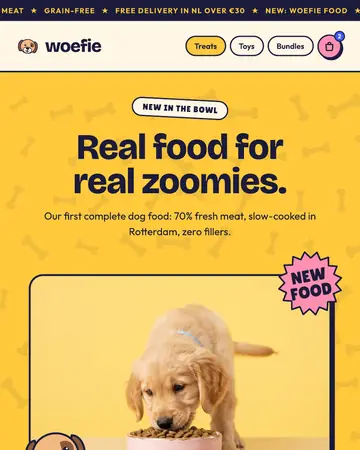 MEAT ★ GRAIN-FREE ★ FREE DELIVERY IN NL OVER €30 ★ NEW: WOEFIE FOOD ★
woefie
Treats
Toys
Bundles
2
NEW IN THE BOWL
Real food for
real zoomies.
Our first complete dog food: 70% fresh meat, slow-cooked in
Rotterdam, zero fillers.
NEW
FOOD